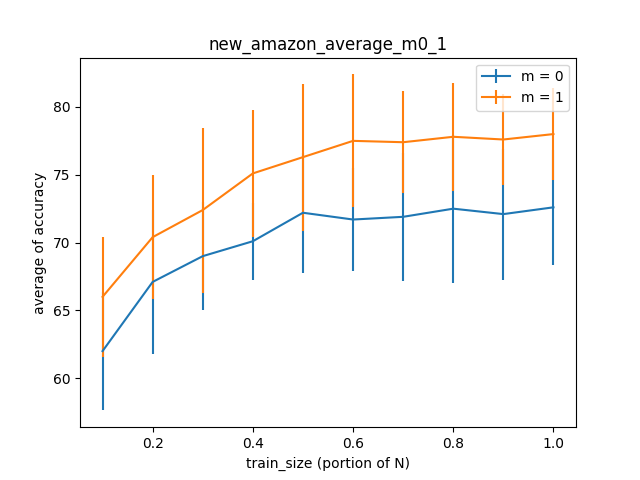 new_amazon_average_m0_1
m = 0
m = 1
average of accuracy
80
75
70
65
60
0.2 0.4 0.6 0.8 1.0
train_size (portion of N)